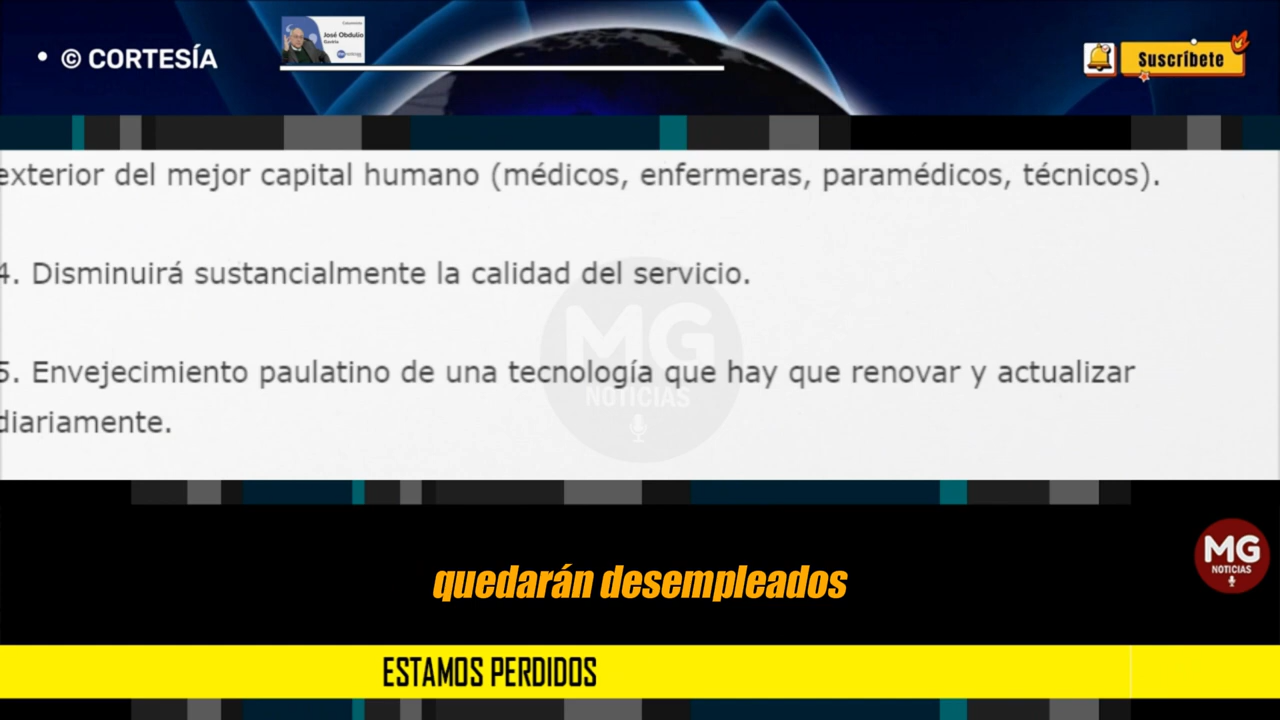 • © CORTESÍA
José Obdulio
Suscríbete
exterior del mejor capital humano (médicos, enfermeras, paramédicos, técnicos).
4. Disminuirá sustancialmente la calidad del servicio.
MG
NOTICIAS
5. Envejecimiento paulatino de una tecnología que hay que renovar y actualizar
diariamente.
MG
NOTICIAS
quedarán desempleados
ESTAMOS PERDIDOS